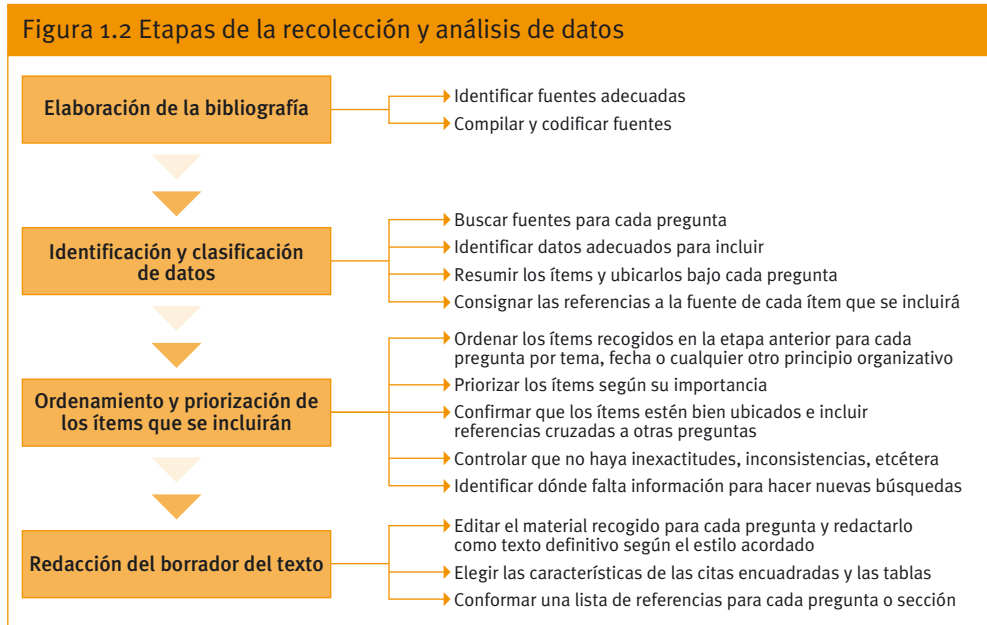 Figura 1.2 Etapas de la recolección y análisis de datos
Elaboración de la bibliografía
Identificar fuentes adecuadas
Compilar y codificar fuentes
Identificación y clasificación
de datos
Buscar fuentes para cada pregunta
Identificar datos adecuados para incluir
Resumir los ítems y ubicarlos bajo cada pregunta
Consignar las referencias a la fuente de cada ítem que se incluirá
Ordenamiento y priorización de
los ítems que se incluirán
Ordenar los ítems recogidos en la etapa anterior para cada
pregunta por tema, fecha o cualquier otro principio organizativo
Priorizar los ítems según su importancia
Confirmar que los ítems estén bien ubicados e incluir
referencias cruzadas a otras preguntas
Controlar que no haya inexactitudes, inconsistencias, etcétera
Identificar dónde falta información para hacer nuevas búsquedas
Redacción del borrador del texto
Editar el material recogido para cada pregunta y redactarlo
como texto definitivo según el estilo acordado
Elegir las características de las citas encuadradas y las tablas
Conformar una lista de referencias para cada pregunta o sección